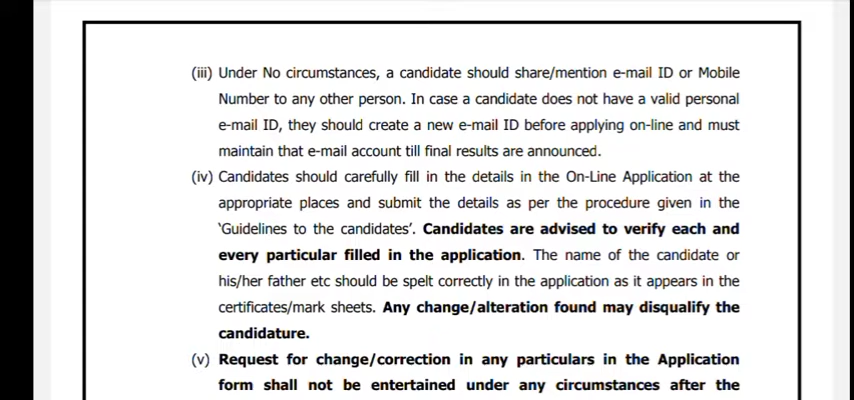 (iii) Under No circumstances, a candidate should share/mention e-mail ID or Mobile
Number to any other person. In case a candidate does not have a valid personal
e-mail ID, they should create a new e-mail ID before applying on-line and must
maintain that e-mail account till final results are announced.
(iv) Candidates should carefully fill in the details in the On-Line Application at the
appropriate places and submit the details as per the procedure given in the
‘Guidelines to the candidates’. Candidates are advised to verify each and
every particular filled in the application. The name of the candidate or
his/her father etc should be spelt correctly in the application as it appears in the
certificates/mark sheets. Any change/alteration found may disqualify the
candidature.
(v) Request for change/correction in any particulars in the Application
form shall not be entertained under any circumstances after the